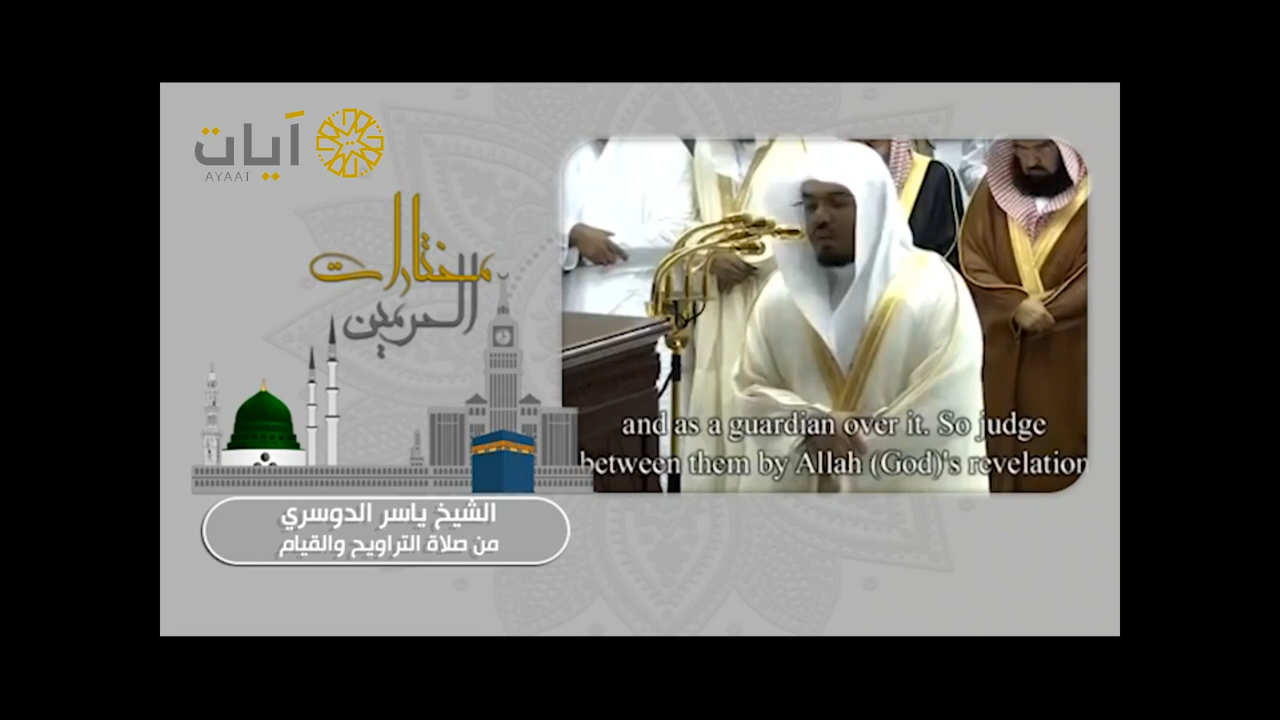 آيات
AYAAT
مختارات
الحرمين
and as a guardian over it. So judge
between them by Allah (God)'s revelation
الشيخ ياسر الدوسري
من صلاة التراويح والقيام